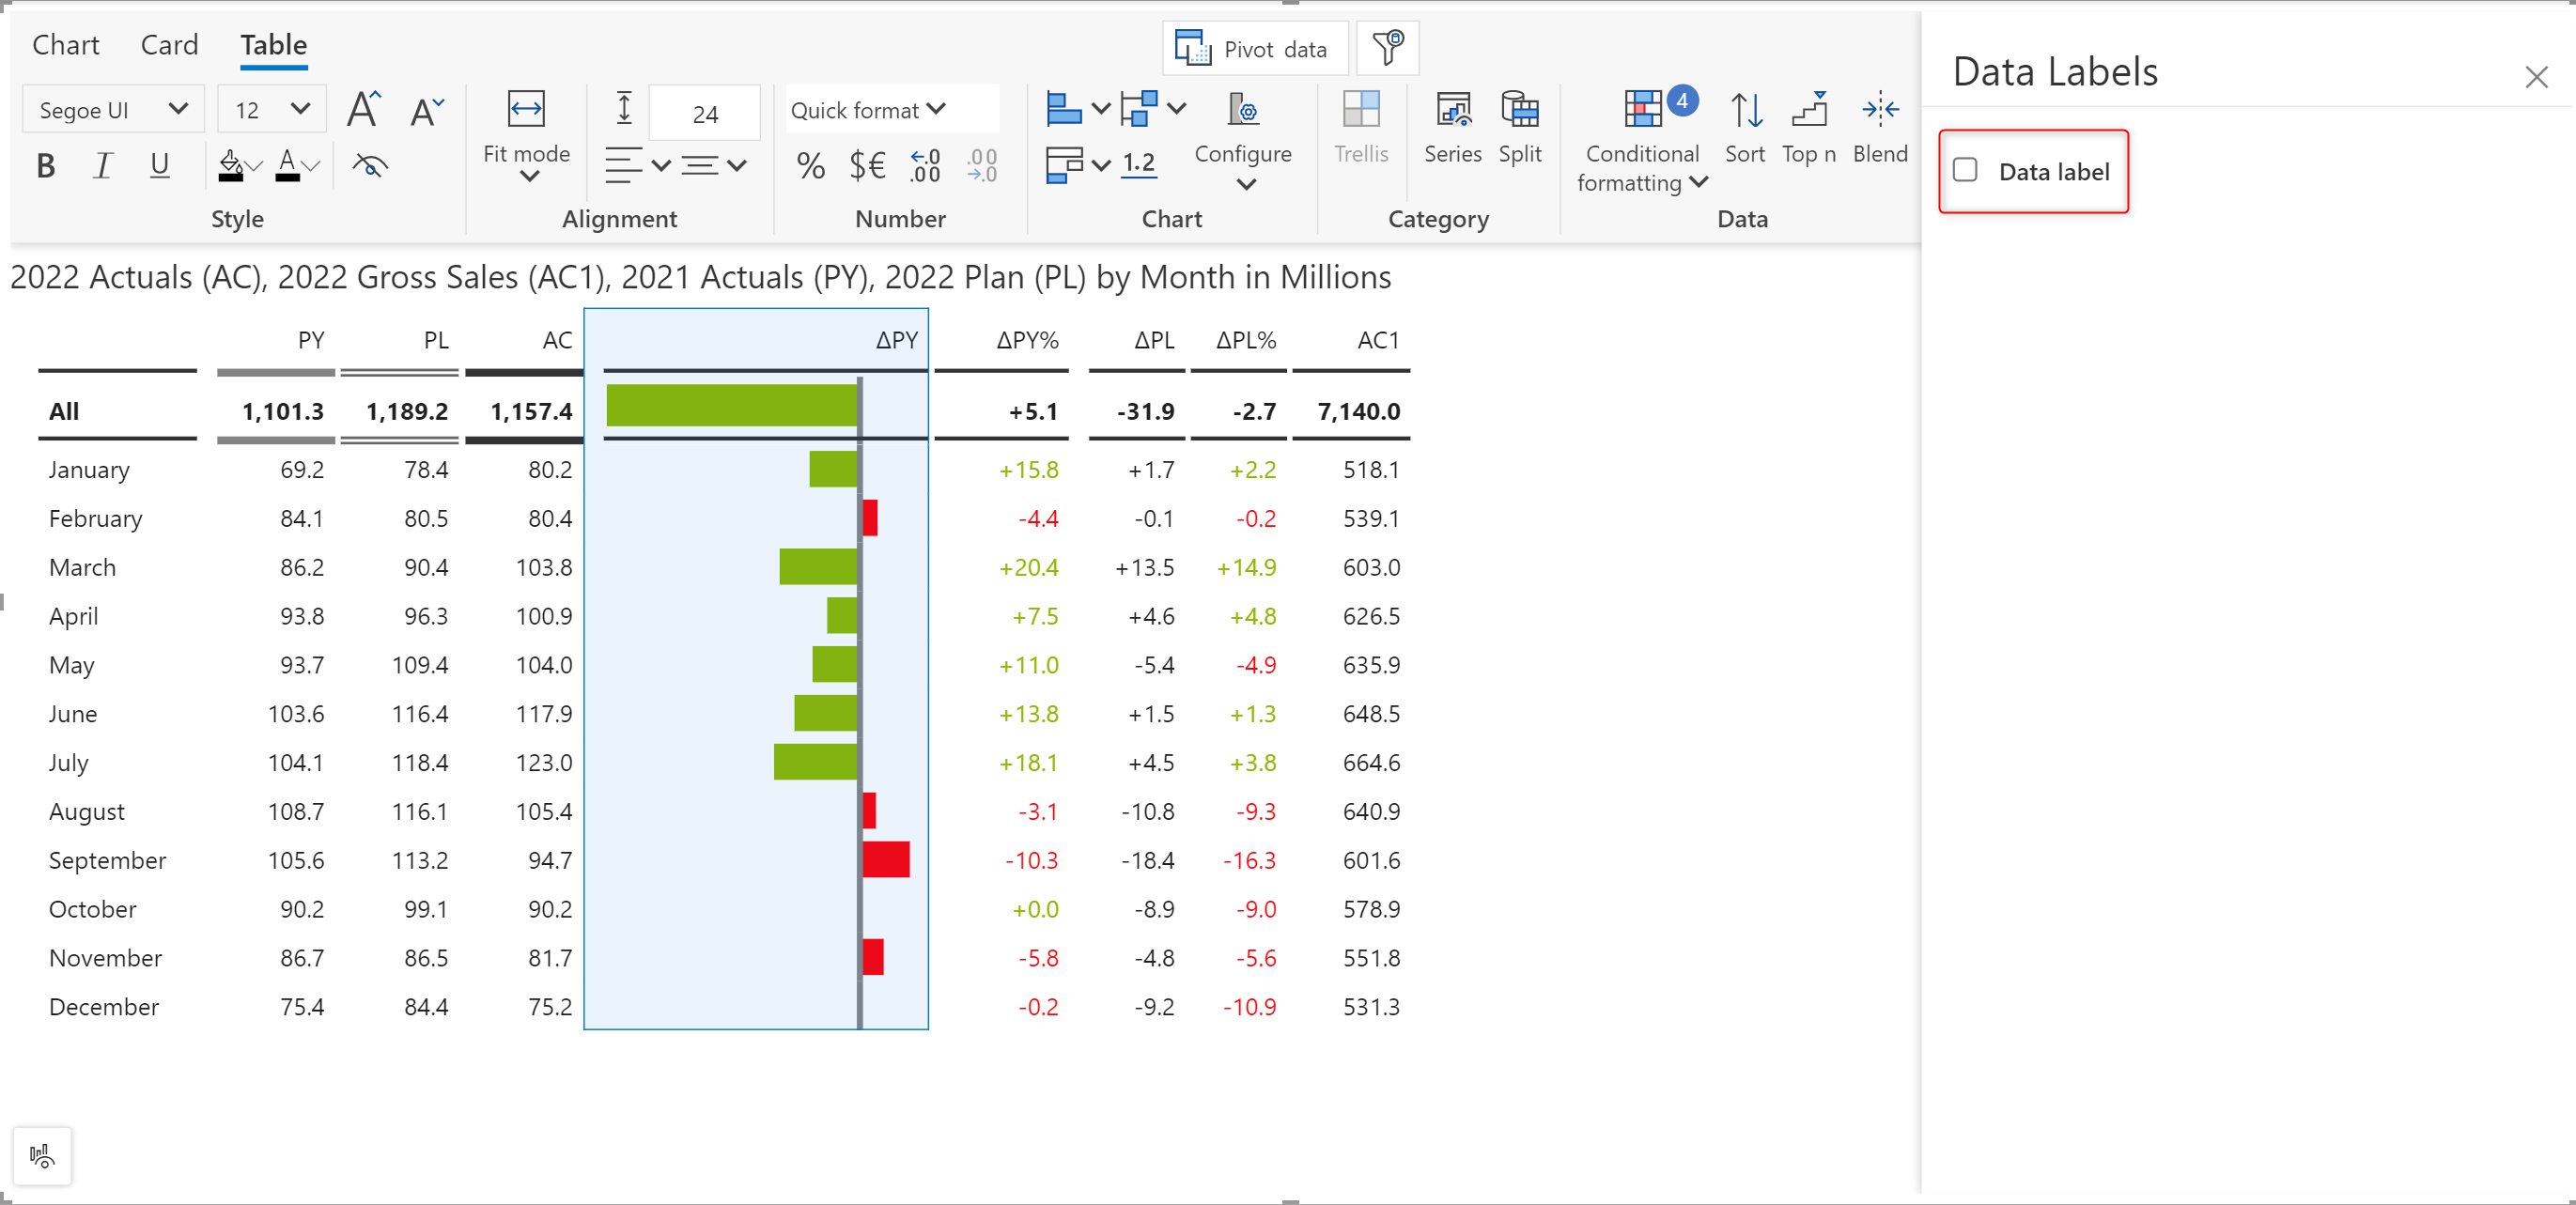 Chart Card Table
Pivot data
Data Labels
Segoe UI 12
24
Quick format
4
Data label
B I U A
Fit mode
% $€ ←.0 .00 .00 →.0
1.2
Configure
Trellis
Series Split
Conditional formatting
Sort Top n Blend
Style Alignment Number Chart Category Data
2022 Actuals (AC), 2022 Gross Sales (AC1), 2021 Actuals (PY), 2022 Plan (PL) by Month in Millions
PY PL AC ΔPY ΔPY% ΔPL ΔPL% AC1
All 1,101.3 1,189.2 1,157.4 +5.1 -31.9 -2.7 7,140.0
January 69.2 78.4 80.2 +15.8 +1.7 +2.2 518.1
February 84.1 80.5 80.4 -4.4 -0.1 -0.2 539.1
March 86.2 90.4 103.8 +20.4 +13.5 +14.9 603.0
April 93.8 96.3 100.9 +7.5 +4.6 +4.8 626.5
May 93.7 109.4 104.0 +11.0 -5.4 -4.9 635.9
June 103.6 116.4 117.9 +13.8 +1.5 +1.3 648.5
July 104.1 118.4 123.0 +18.1 +4.5 +3.8 664.6
August 108.7 116.1 105.4 -3.1 -10.8 -9.3 640.9
September 105.6 113.2 94.7 -10.3 -18.4 -16.3 601.6
October 90.2 99.1 90.2 +0.0 -8.9 -9.0 578.9
November 86.7 86.5 81.7 -5.8 -4.8 -5.6 551.8
December 75.4 84.4 75.2 -0.2 -9.2 -10.9 531.3